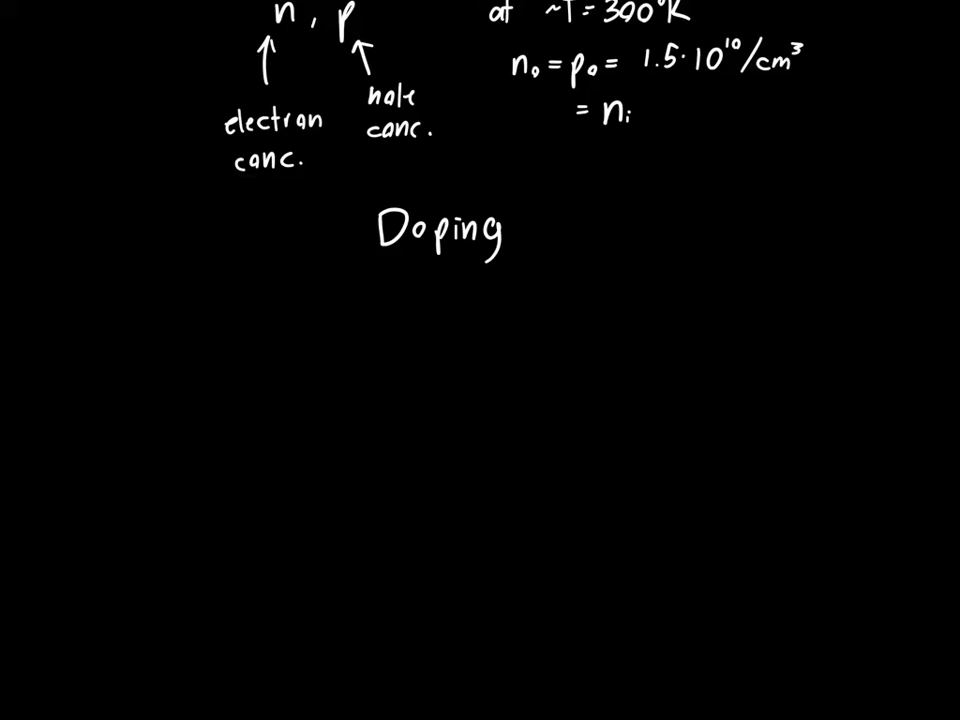 n, p
at ~T = 300°K
n₀ = p₀ = 1.5·10¹⁰/cm³
= nᵢ
electron conc.
hole conc.
Doping